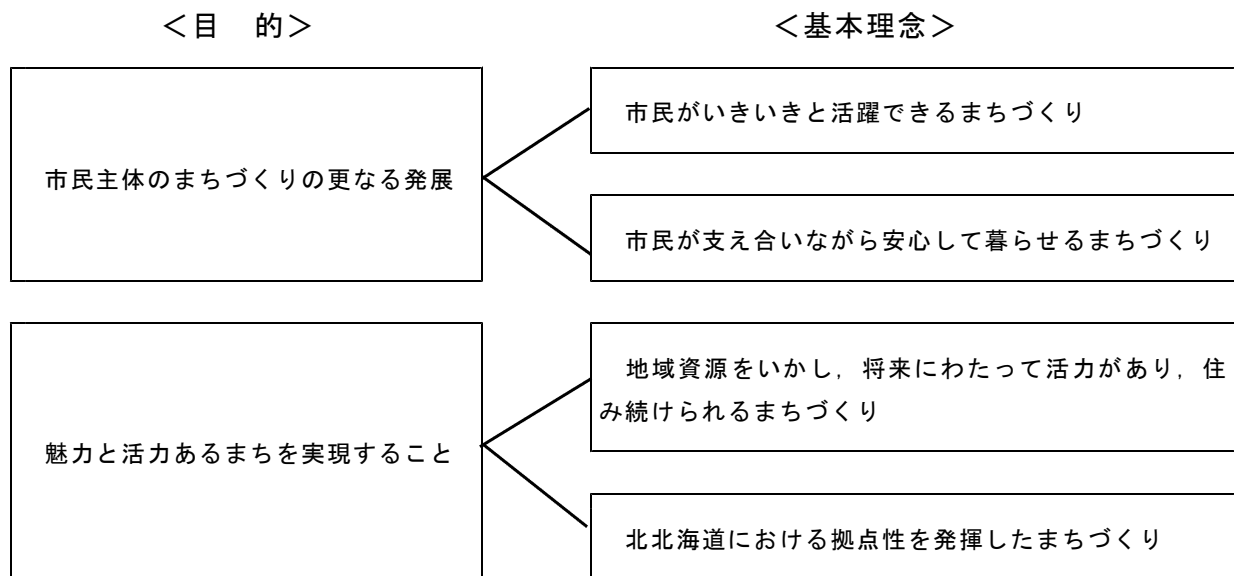 ＜目　的＞
＜基本理念＞
市民主体のまちづくりの更なる発展
市民がいきいきと活躍できるまちづくり
市民が支え合いながら安心して暮らせるまちづくり
魅力と活力あるまちを実現すること
地域資源をいかし，将来にわたって活力があり，住
み続けられるまちづくり
北北海道における拠点性を発揮したまちづくり